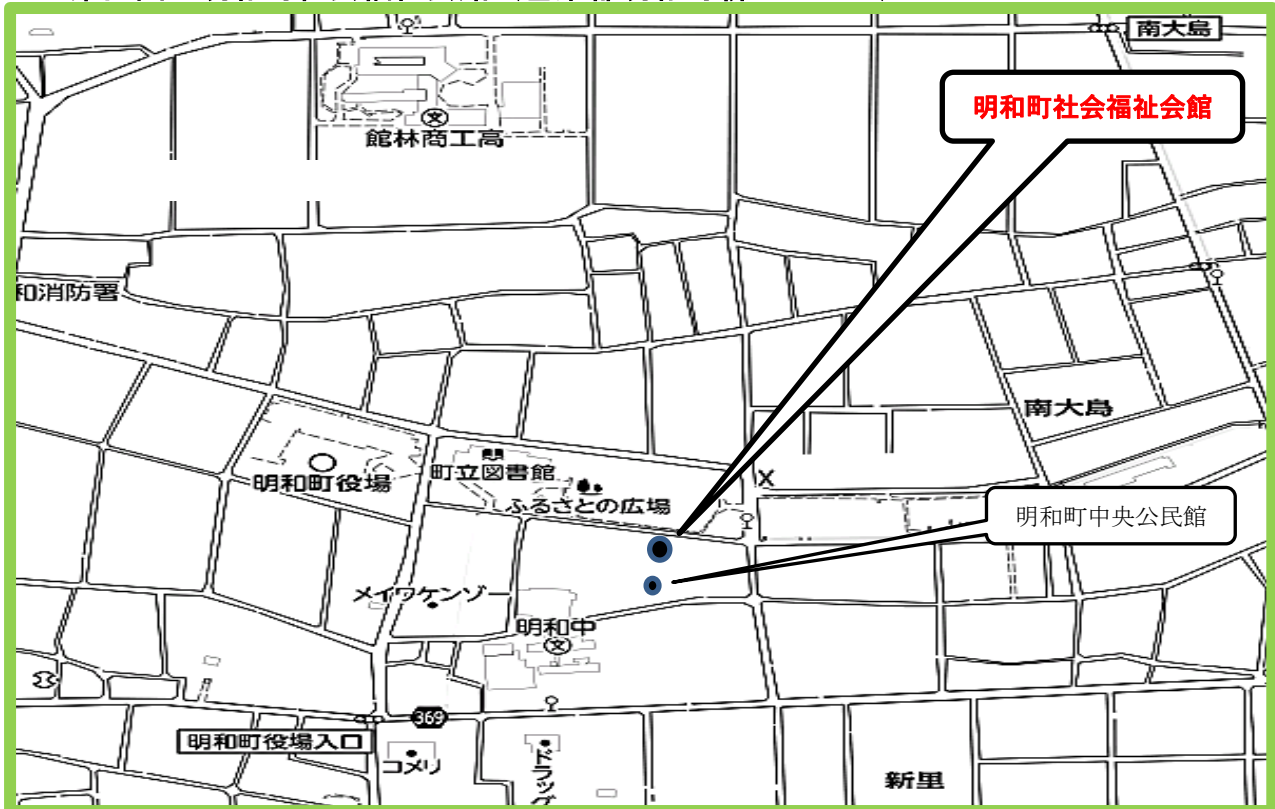 南大島
明和町社会福祉会館
館林商工高
和消防署
南大島
町立図書館
明和町役場
ふるさとの広場
明和町中央公民館
メイワケンゾー
明和中
369
明和町役場入口
コメリ
ドラッグ
新里